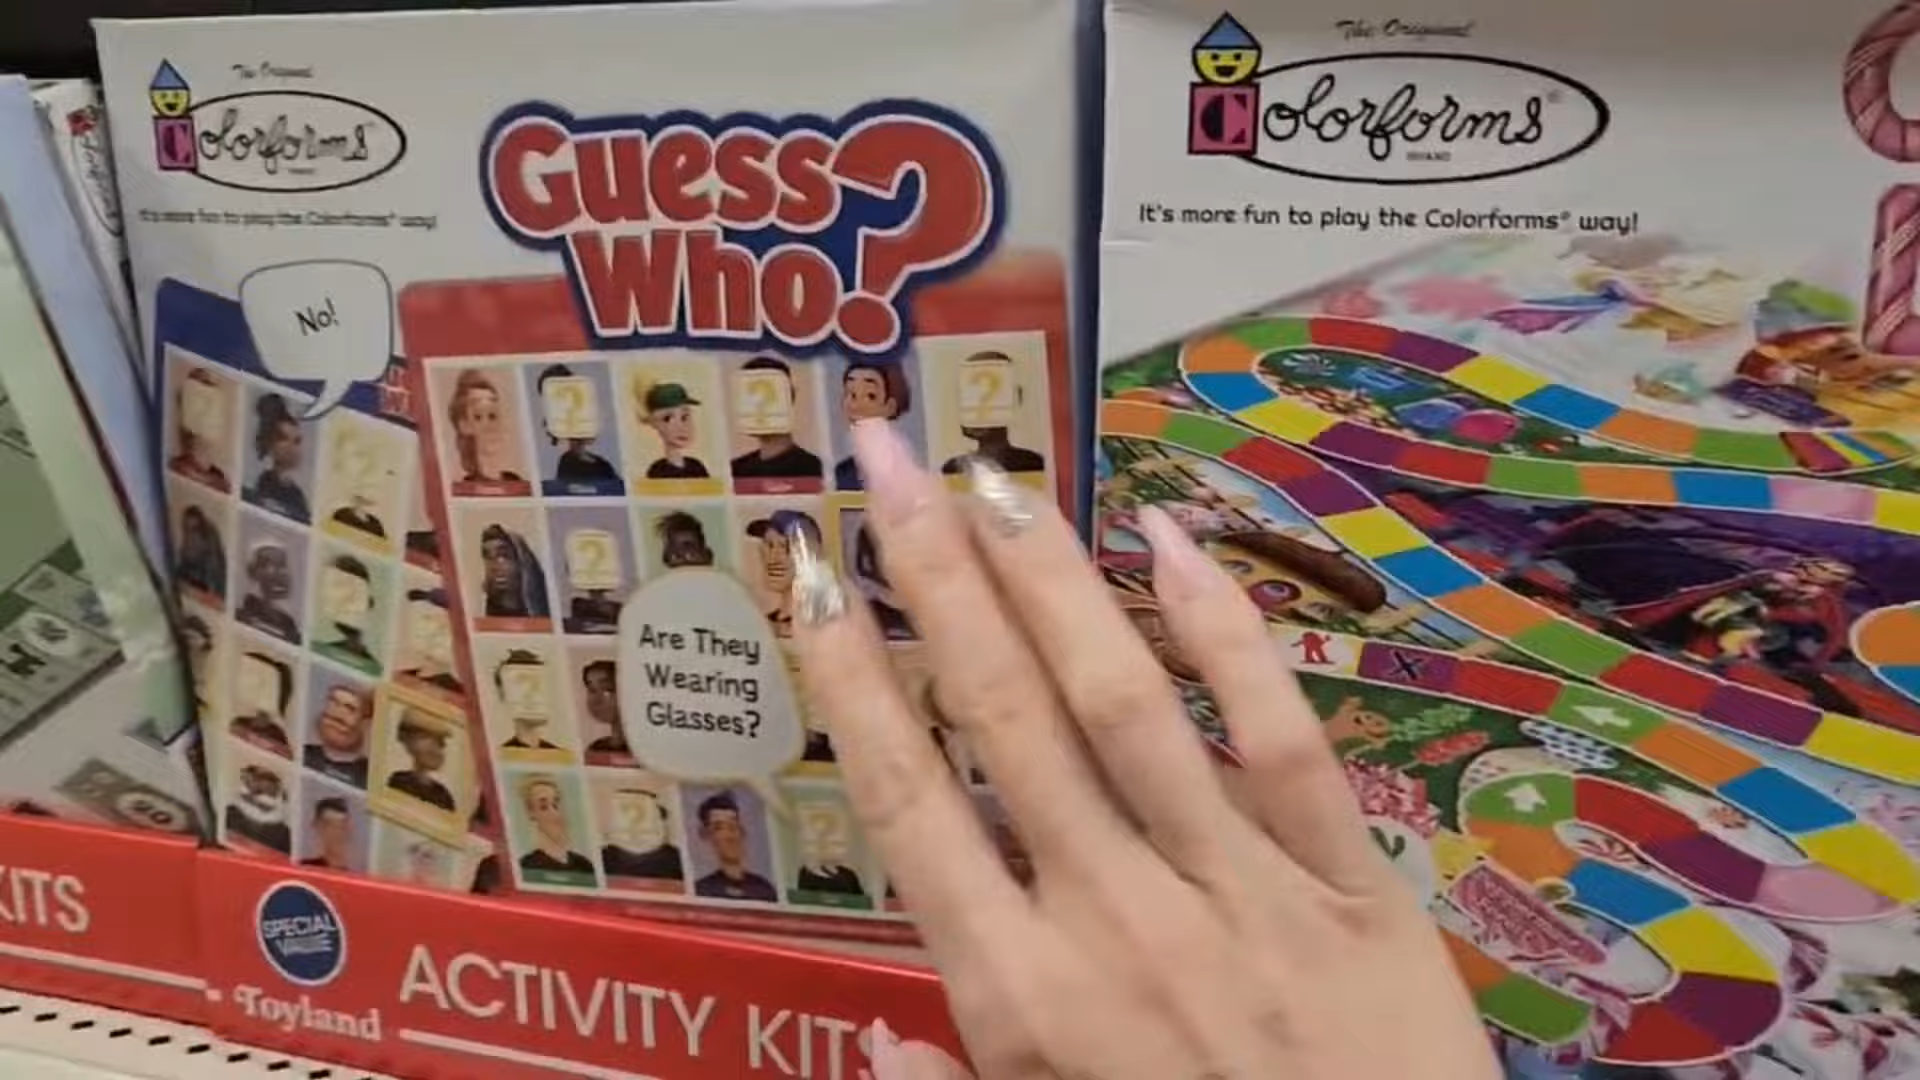 The Original
Colorforms
It's more fun to play the Colorforms® way!
Guess
Who?
No!
Are They
Wearing
Glasses?
The Original
Colorforms®
BRAND
It's more fun to play the Colorforms® way!
KITS
SPECIAL
VALUE
Toyland
ACTIVITY KITS